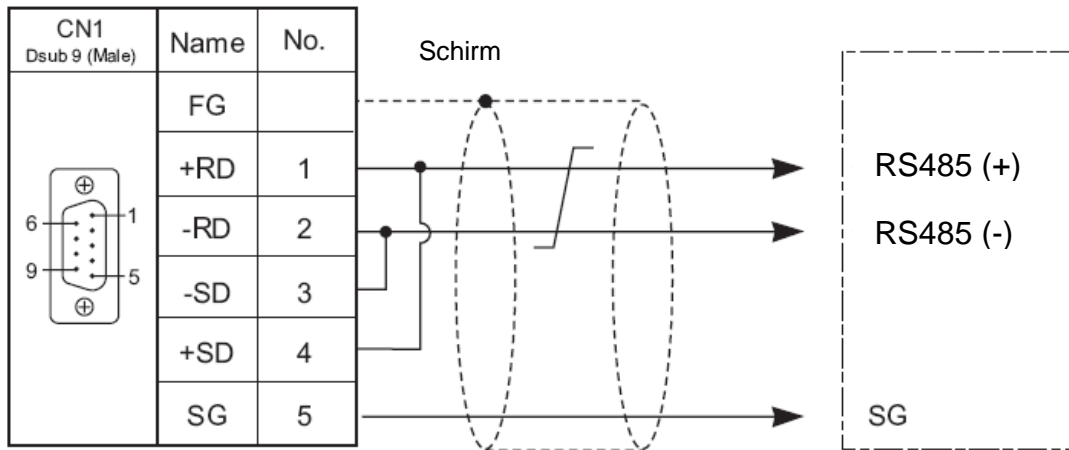 CN1
Dsub 9 (Male)
Name
No.
Schirm
FG
+RD
1
RS485 (+)
-RD
2
RS485 (-)
-SD
3
+SD
4
SG
5
SG
6
1
9
5